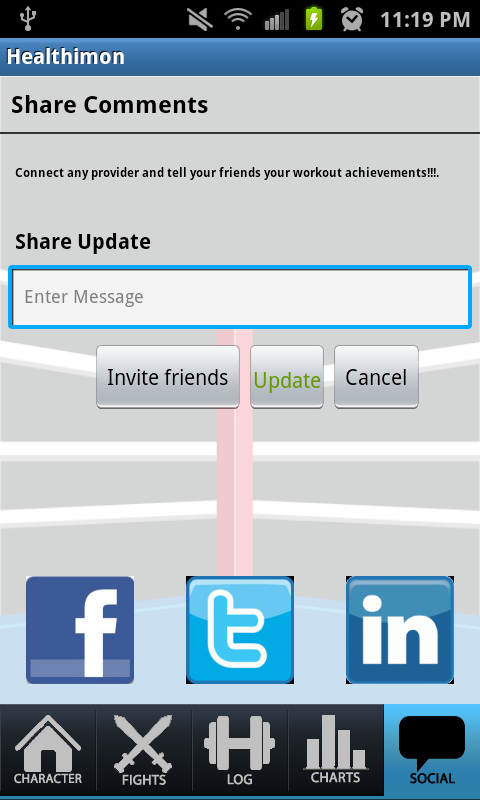 11:19 PM
Healthimon
Share Comments
Connect any provider and tell your friends your workout achievements!!!.
Share Update
Enter Message
Invite friends Update Cancel
f t in
CHARACTER FIGHTS LOG CHARTS SOCIAL